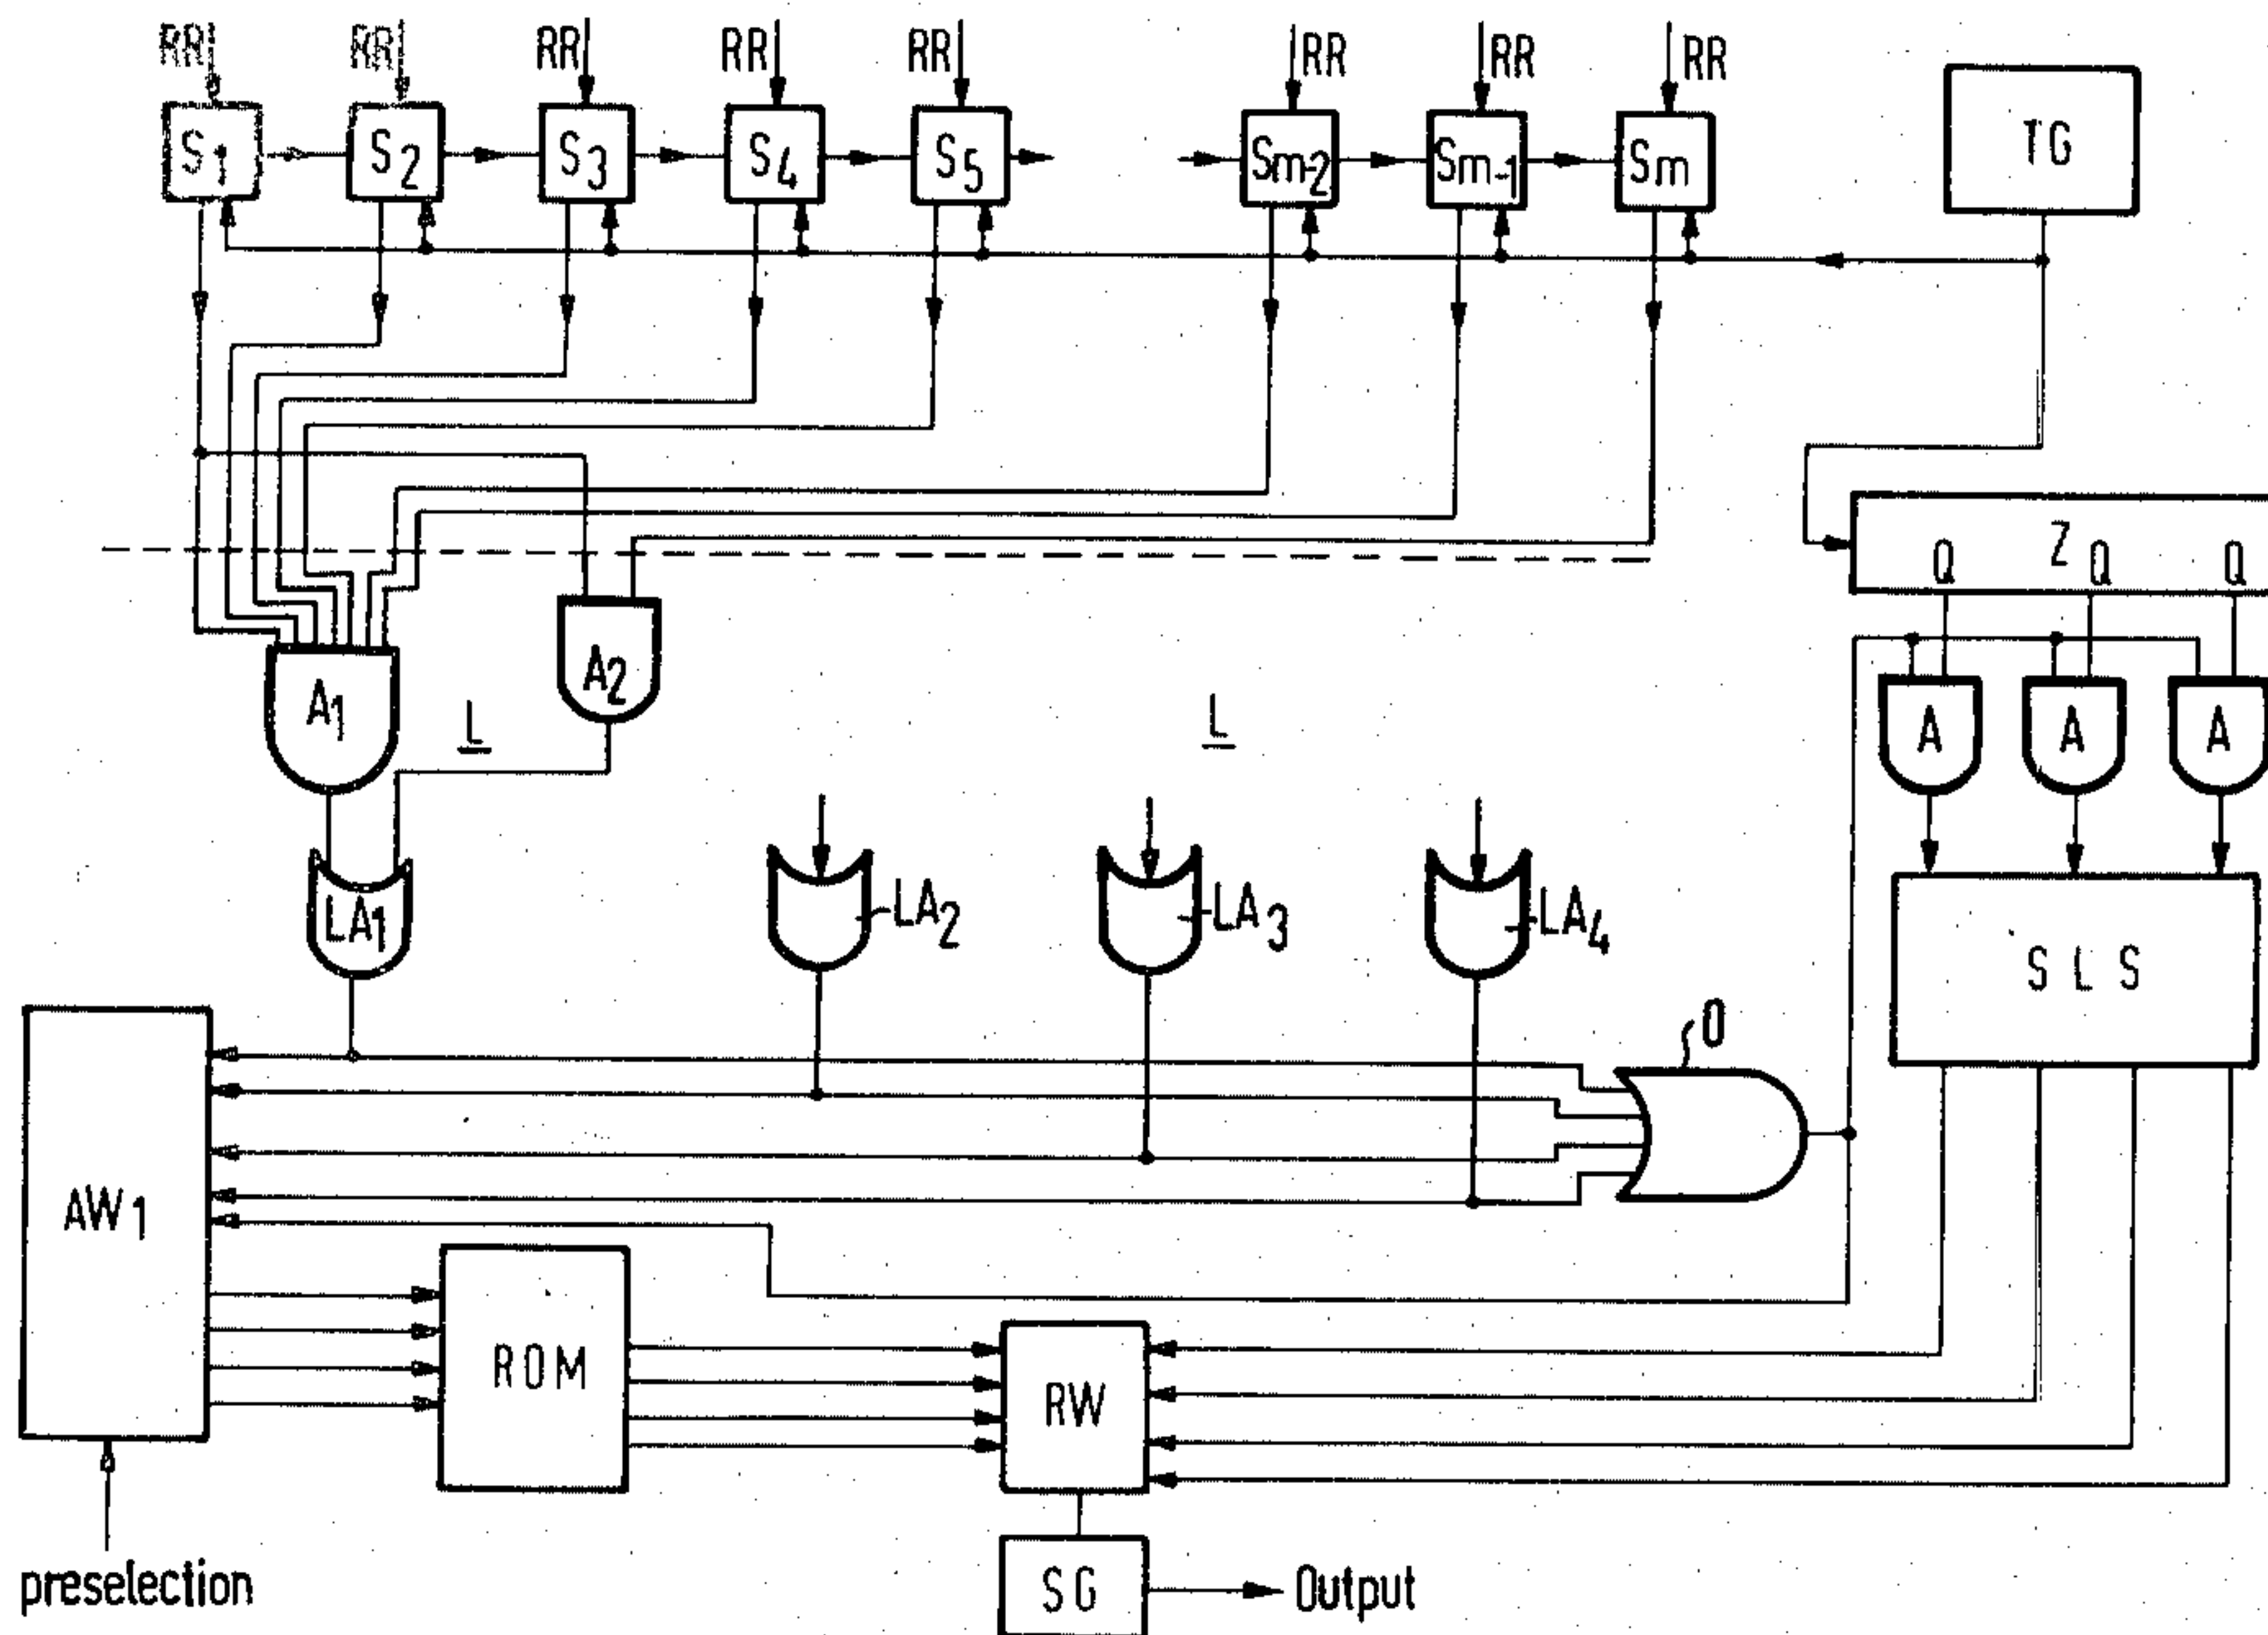 RR RR RR RR RR RR RR RR
S1 S2 S3 S4 S5 Sm-2 Sm-1 Sm TG
Z
Q Q Q
A1 A2 L L A A A
LA1 LA2 LA3 LA4 SLS
O
AW1
ROM RW
preselection SG Output